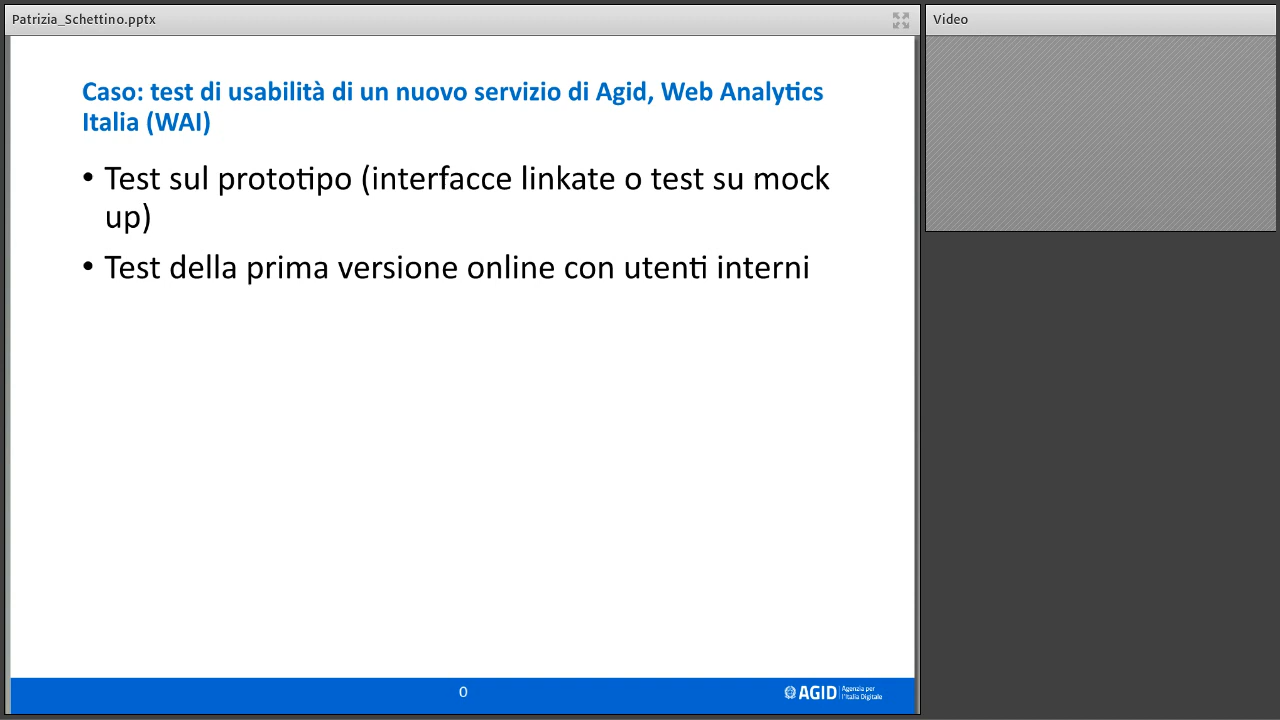 Patrizia_Schettino.pptx
Video
Caso: test di usabilità di un nuovo servizio di Agid, Web Analytics
Italia (WAI)
• Test sul prototipo (interfacce linkate o test su mock
up)
• Test della prima versione online con utenti interni
0
AGID
Agenzia per
l'Italia Digitale